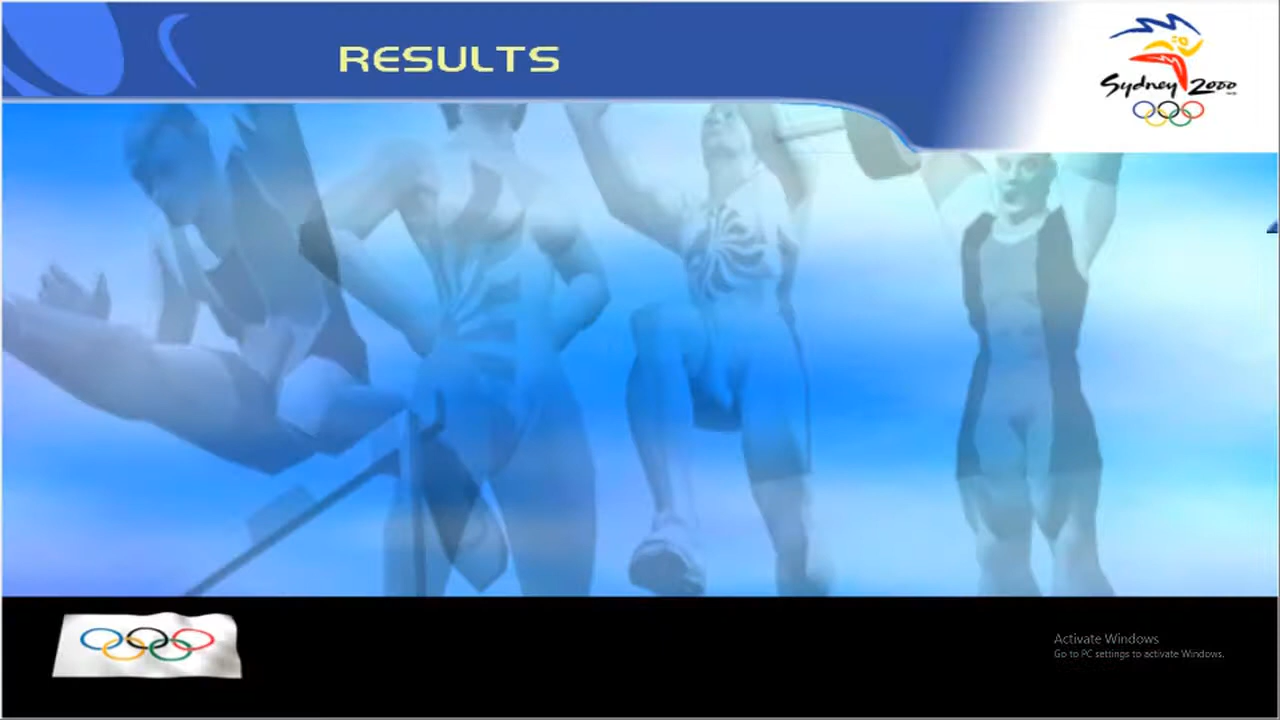 RESULTS
Sydney 2000
Activate Windows
Go to PC settings to activate Windows.